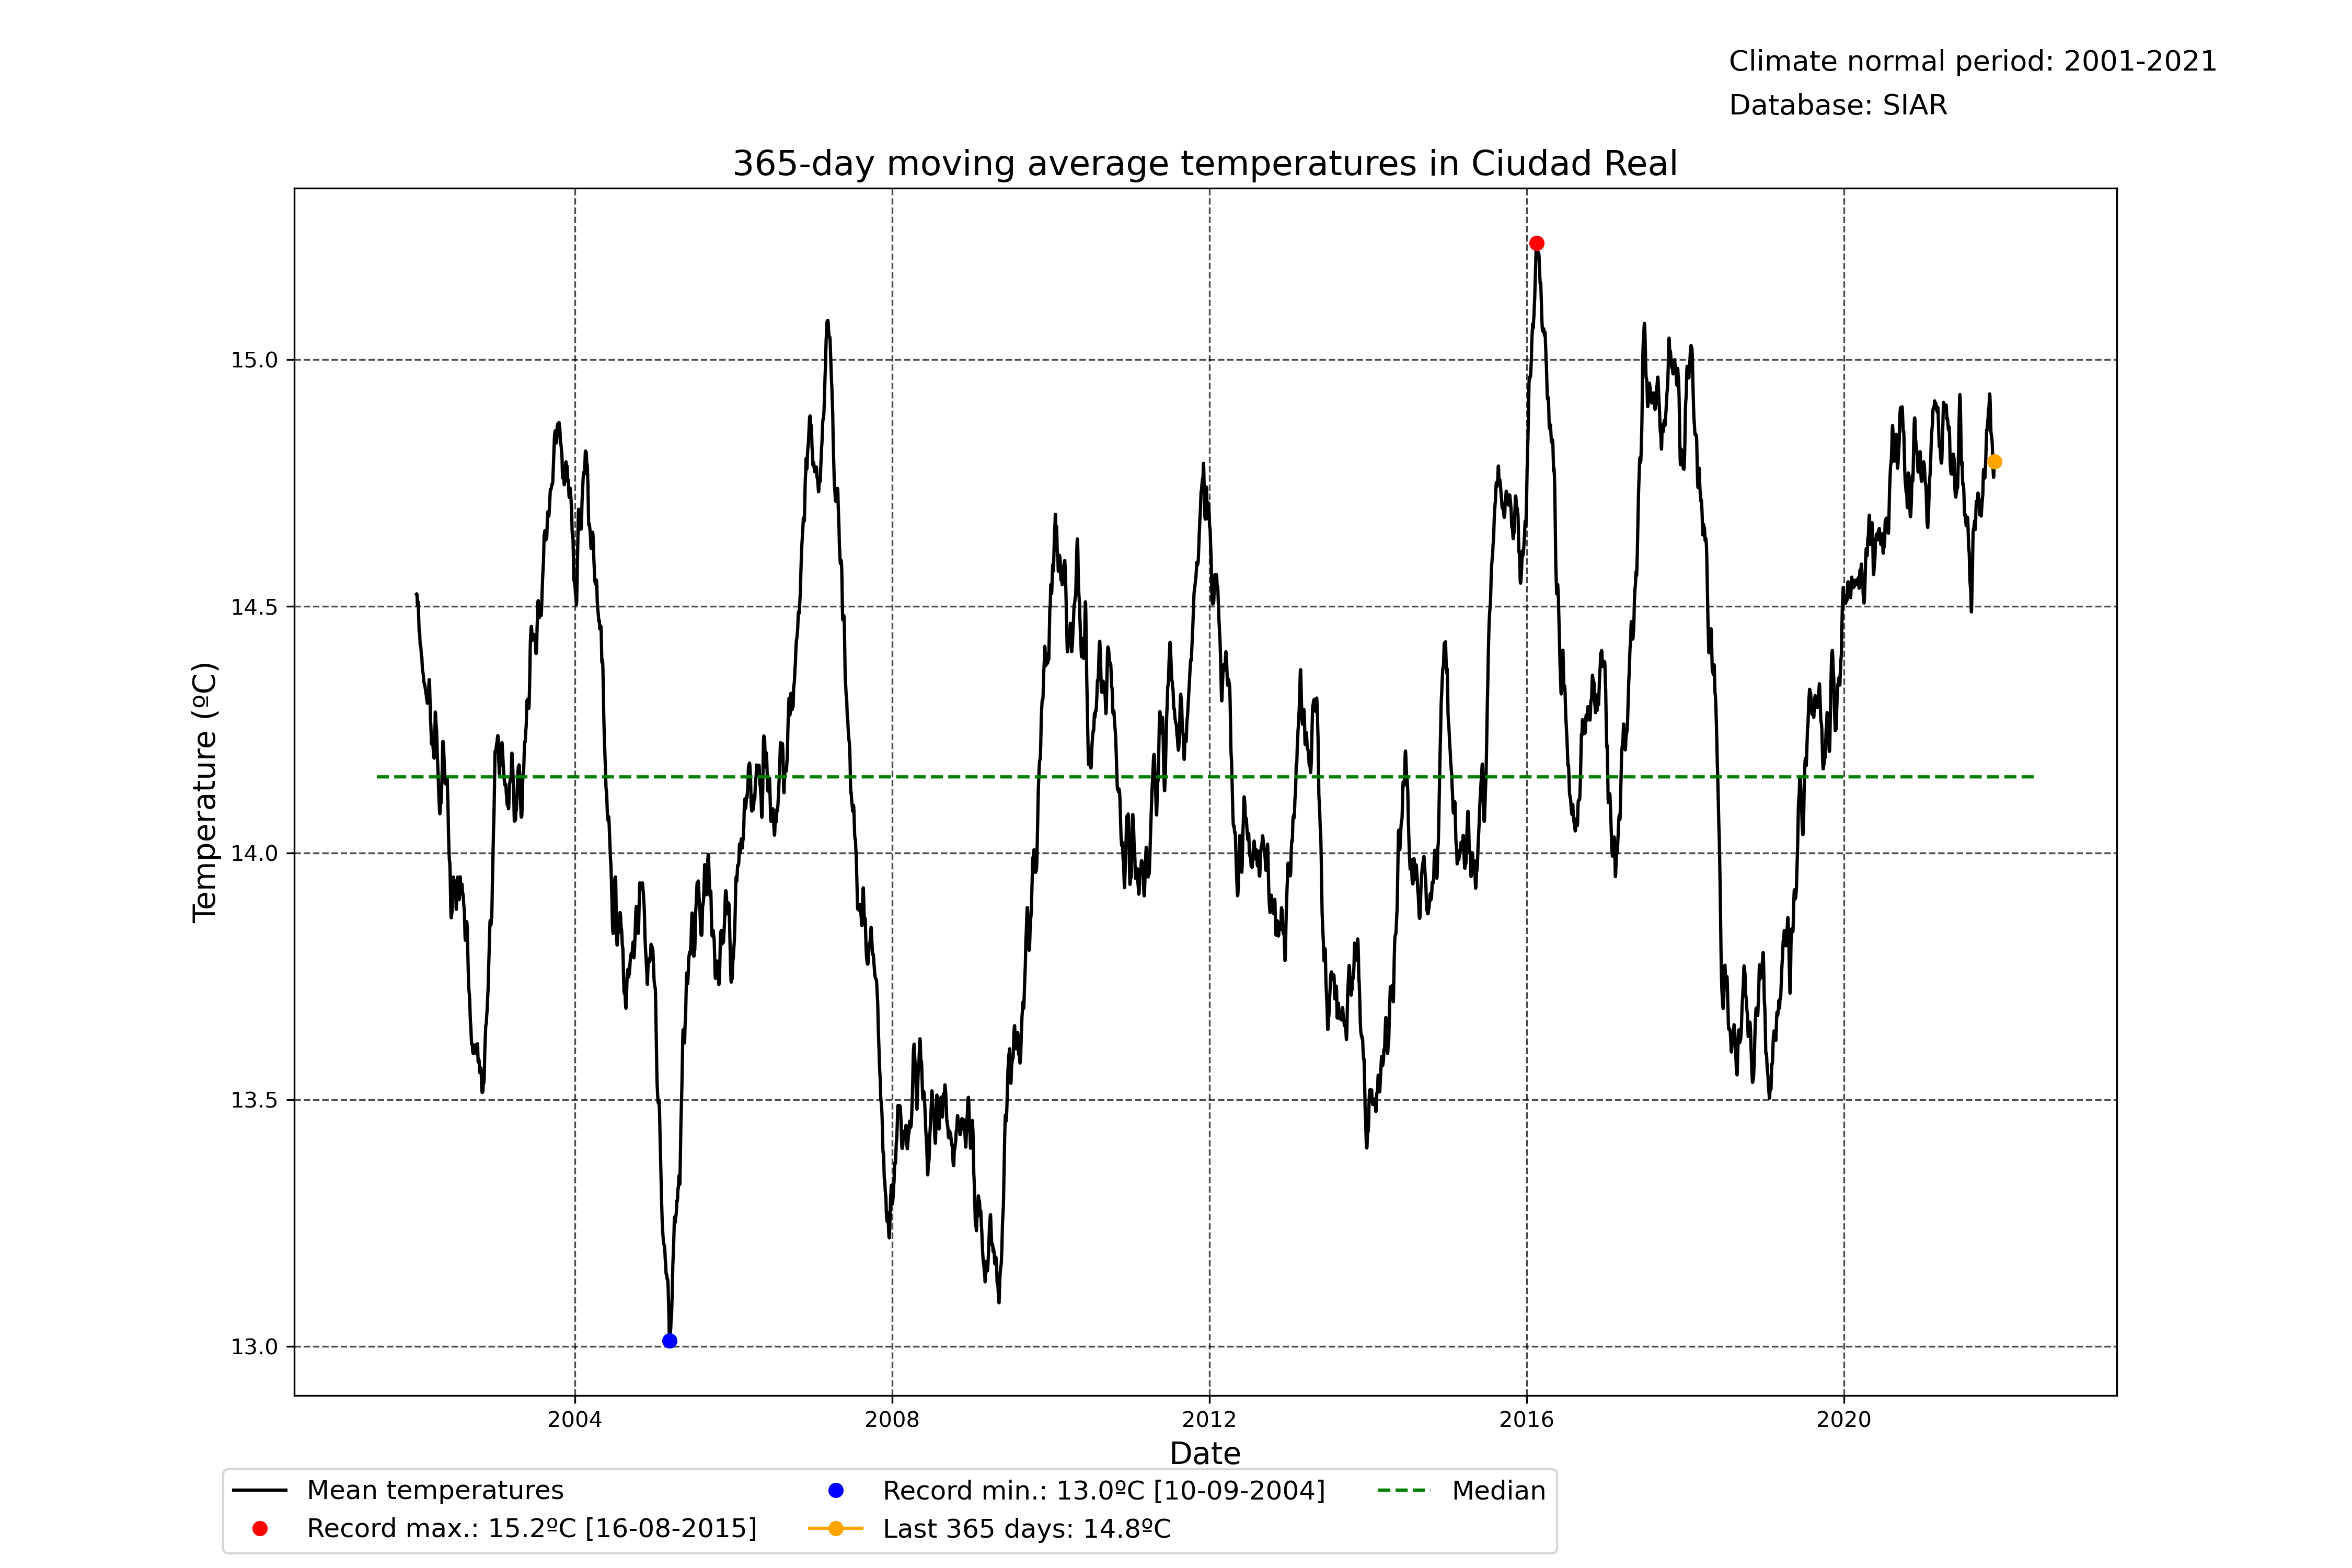 Climate normal period: 2001-2021
Database: SIAR
365-day moving average temperatures in Ciudad Real
Temperature (ºC)
15.0
14.5
14.0
13.5
13.0
2004 2008 2012 2016 2020
Date
Mean temperatures
Record max.: 15.2ºC [16-08-2015]
Record min.: 13.0ºC [10-09-2004]
Last 365 days: 14.8ºC
Median